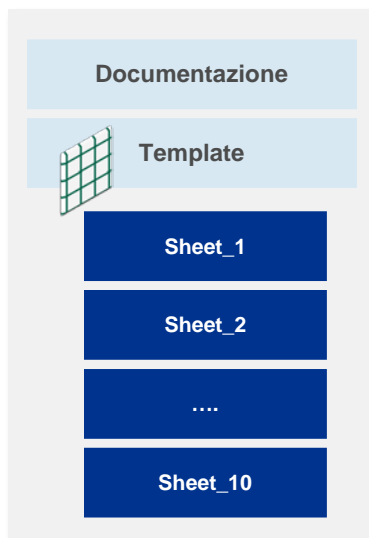 Documentazione
Template
Sheet_1
Sheet_2
….
Sheet_10